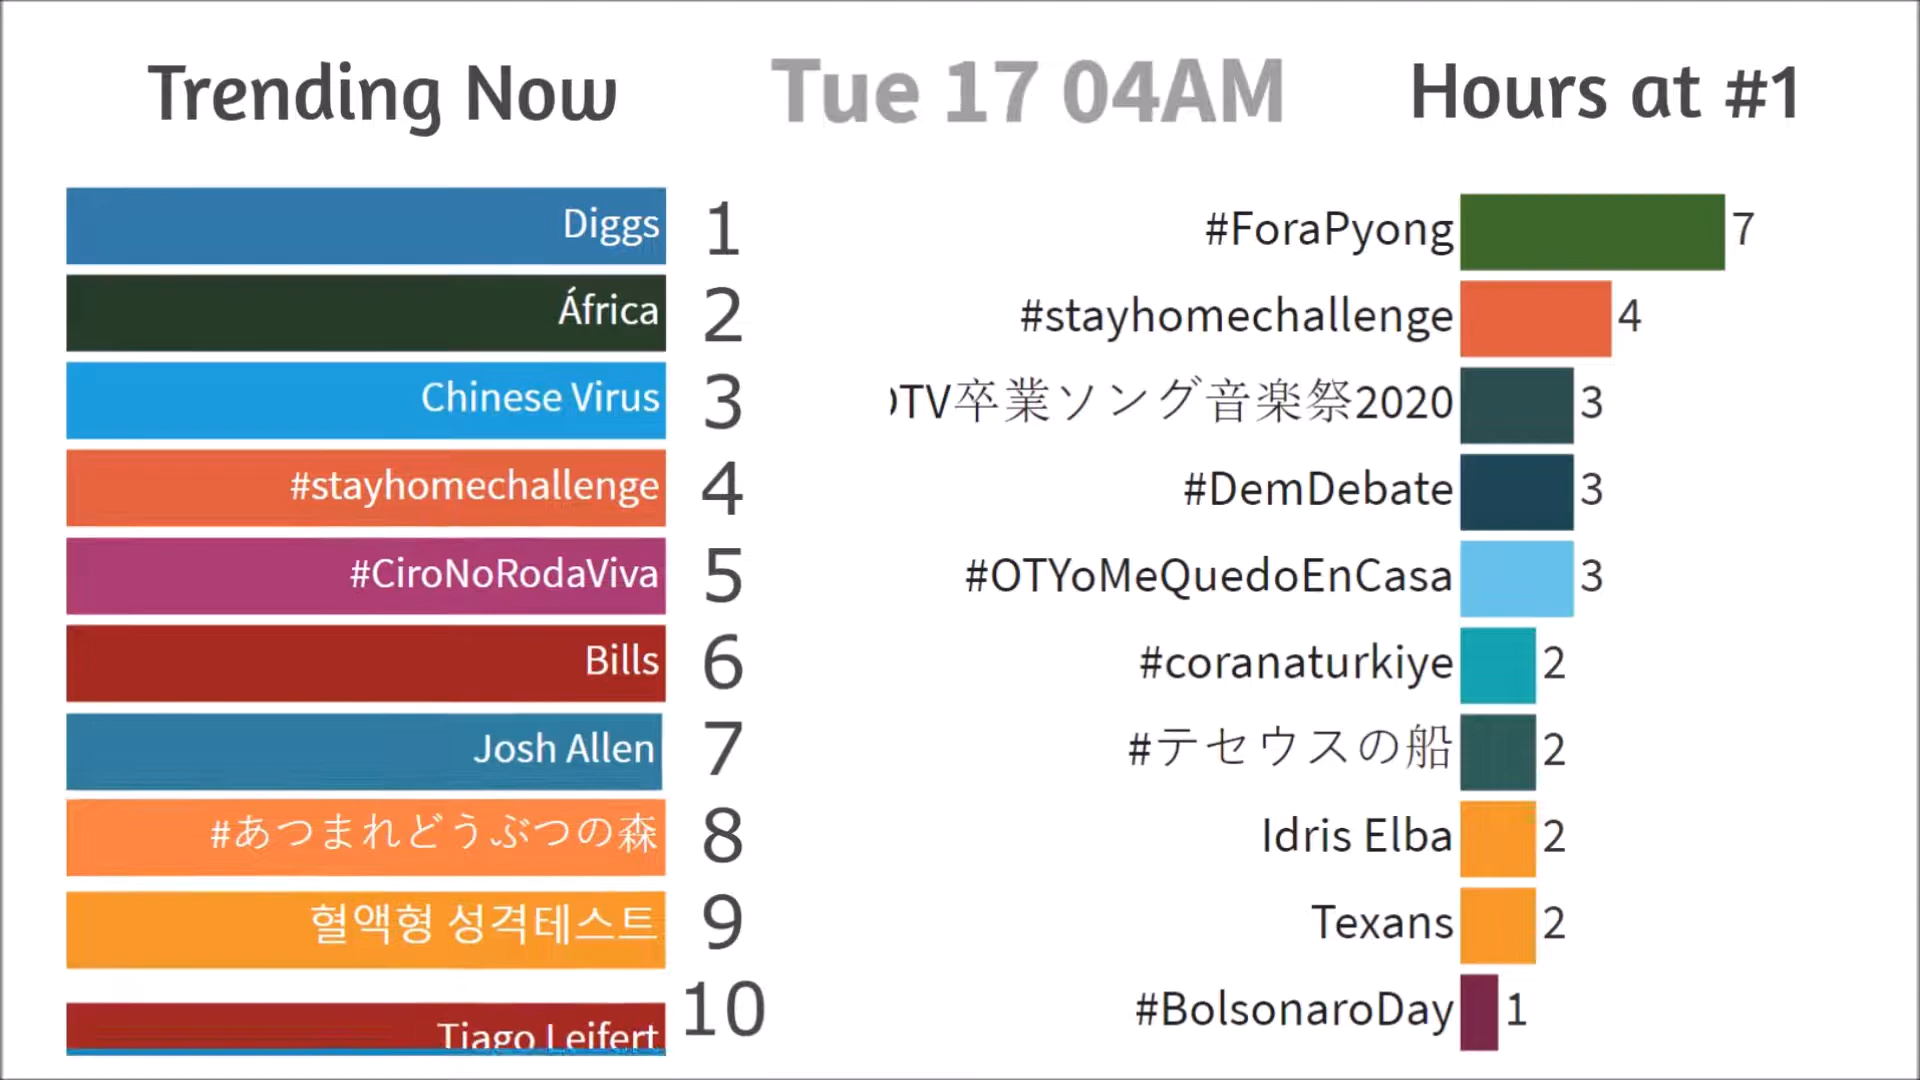 Trending Now
Tue 17 04AM
Hours at #1
Diggs 1
África 2
Chinese Virus 3
#stayhomechallenge 4
#CiroNoRodaViva 5
Bills 6
Josh Allen 7
#あつまれどうぶつの森 8
혈액형 성격테스트 9
Tiago Leifert 10
#ForaPyong 7
#stayhomechallenge 4
TV卒業ソング音楽祭2020 3
#DemDebate 3
#OTYoMeQuedoEnCasa 3
#coranaturkiye 2
#テセウスの船 2
Idris Elba 2
Texans 2
#BolsonaroDay 1